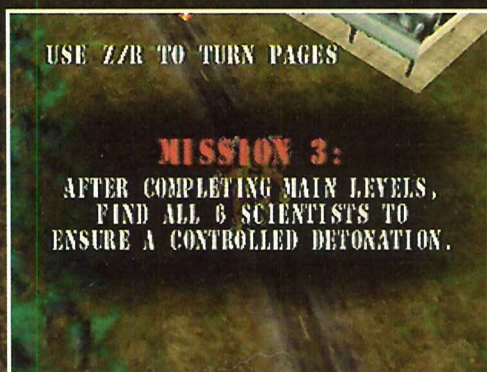 USE Z/R TO TURN PAGES
MISSION 3:
AFTER COMPLETING MAIN LEVELS,
FIND ALL 6 SCIENTISTS TO
ENSURE A CONTROLLED DETONATION.